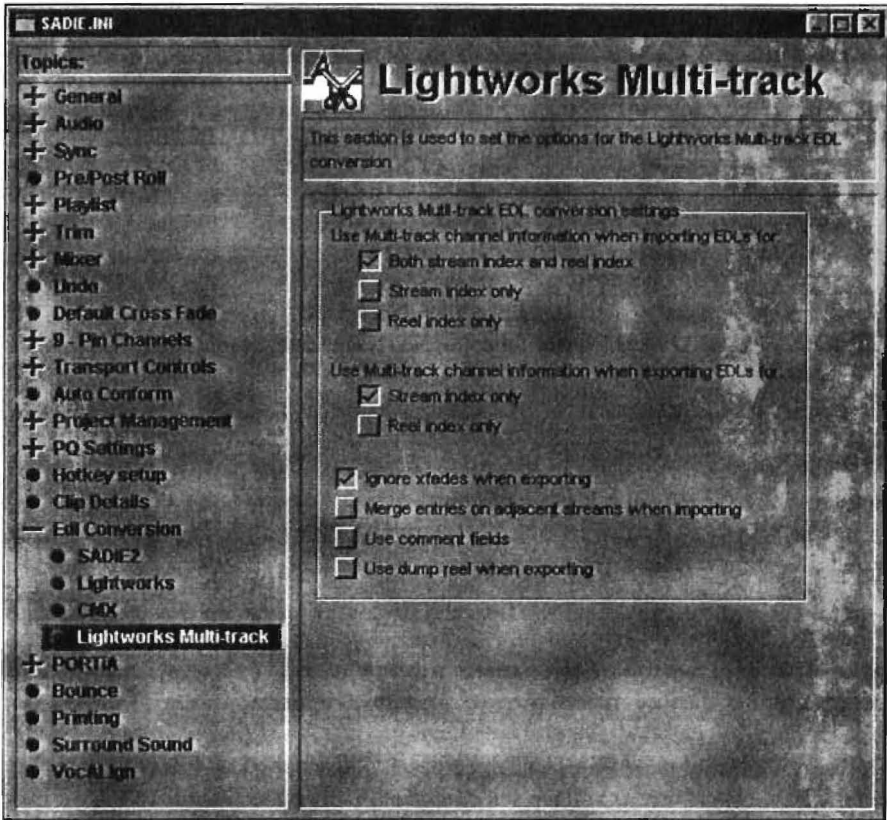 SADIE.INI
Topics:
General
Audio
Sync
Pre/Post Roll
Playlist
Trim
Mixer
Undo
Default Cross Fade
9 - Pin Channels
Transport Controls
Auto Conform
Project Management
PQ Settings
Hotkey setup
Clip Details
Edl Conversion
SADIE2
Lightworks
CMX
Lightworks Multi-track
PORTIA
Bounce
Printing
Surround Sound
VocALign
Lightworks Multi-track
This section is used to set the options for the Lightworks Multi-track EDL
conversion
Lightworks Mutli-track EDL conversion settings
Use Multi-track channel information when importing EDLs for...
Both stream index and reel index
Stream index only
Reel index only
Use Multi-track channel information when exporting EDLs for...
Stream index only
Reel index only
Ignore xfades when exporting
Merge entries on adjacent streams when importing
Use comment fields
Use dump reel when exporting